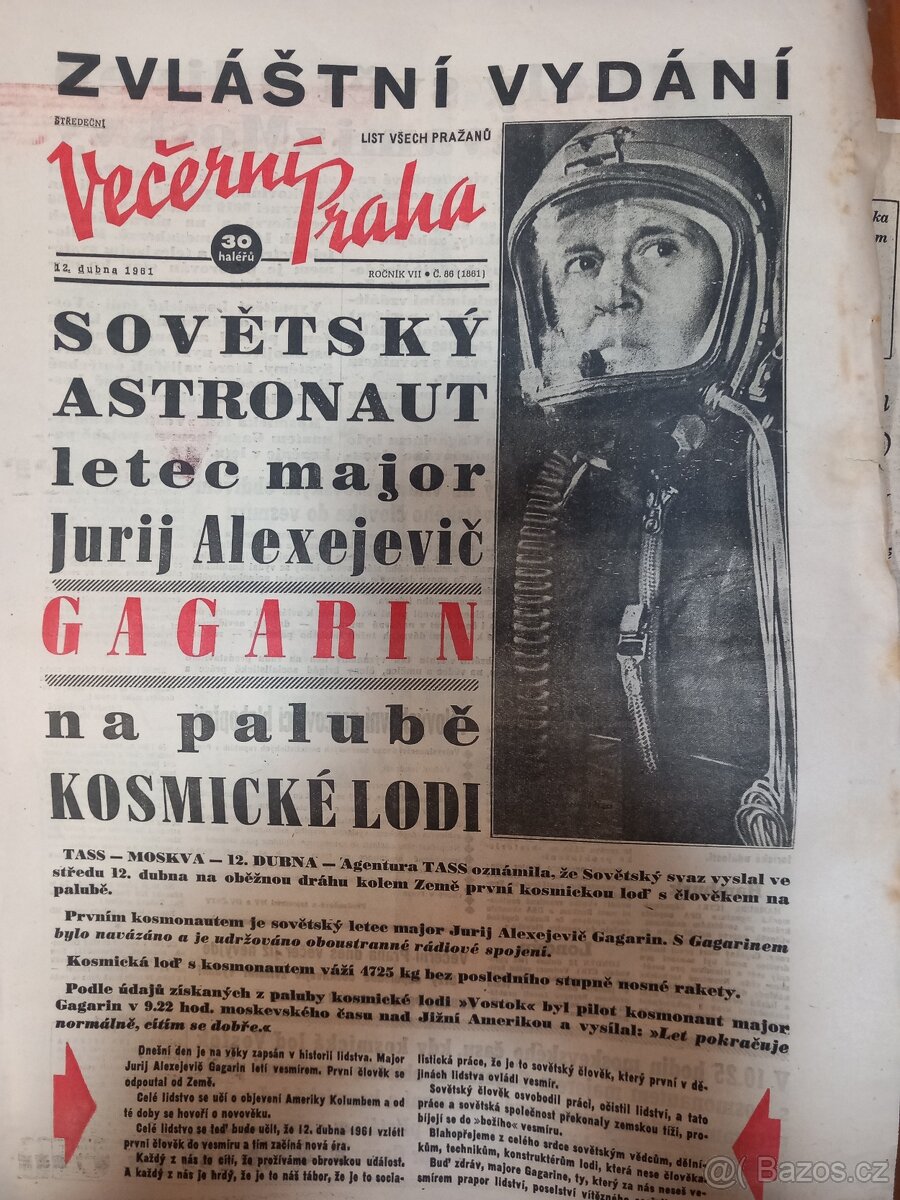 ZVLÁŠTNÍ VYDÁNÍ
STŘEDEČNÍ
LIST VŠECH PRAŽANŮ
Večerní Praha
30
haléřů
12. dubna 1961
ROČNÍK VII • Č. 86 (1861)
SOVĚTSKÝ
ASTRONAUT
letec major
Jurij Alexejevič
GAGARIN
na palubě
KOSMICKÉ LODI
TASS — MOSKVA — 12. DUBNA — Agentura TASS oznámila, že Sovětský svaz vyslal ve
středu 12. dubna na oběžnou dráhu kolem Země první kosmickou loď s člověkem na
palubě.
Prvním kosmonautem je sovětský letec major Jurij Alexejevič Gagarin. S Gagarinem
bylo navázáno a je udržováno oboustranné rádiové spojení.
Kosmická loď s kosmonautem váží 4725 kg bez posledního stupně nosné rakety.
Podle údajů získaných z paluby kosmické lodi »Vostok« byl pilot kosmonaut major
Gagarin v 9.22 hod. moskevského času nad Jižní Amerikou a vysílal: »Let pokračuje
normálně, cítím se dobře.«
Dnešní den je na věky zapsán v historii lidstva. Major
Jurij Alexejevič Gagarin letí vesmírem. První člověk se
odpoutal od Země.
Celé lidstvo se učí o objevení Ameriky Kolumbem a od
té doby se hovoří o novověku.
Celé lidstvo se teď bude učit, že 12. dubna 1961 vzlétl
první člověk do vesmíru a tím začíná nová éra.
Každý z nás to cítí, že prožíváme obrovskou událost.
A každý z nás je hrdý, že je to náš tábor, že je to socia-
listická práce, že je to sovětský člověk, který první v dě-
jinách lidstva ovládl vesmír.
Sovětský člověk osvobodil práci, očistil lidství, a tato
práce a sovětská společnost překonaly zemskou tíži, pro-
bíjejí se do »božího« vesmíru.
Blahopřejeme z celého srdce sovětským vědcům, dělní-
kům, technikům, konstruktérům lodi, která nese člověka.
Buď zdráv, majore Gagarine, ty, který za nás neseš ve-
smírem prapor lidství, poselství vítězného
Bazos.cz